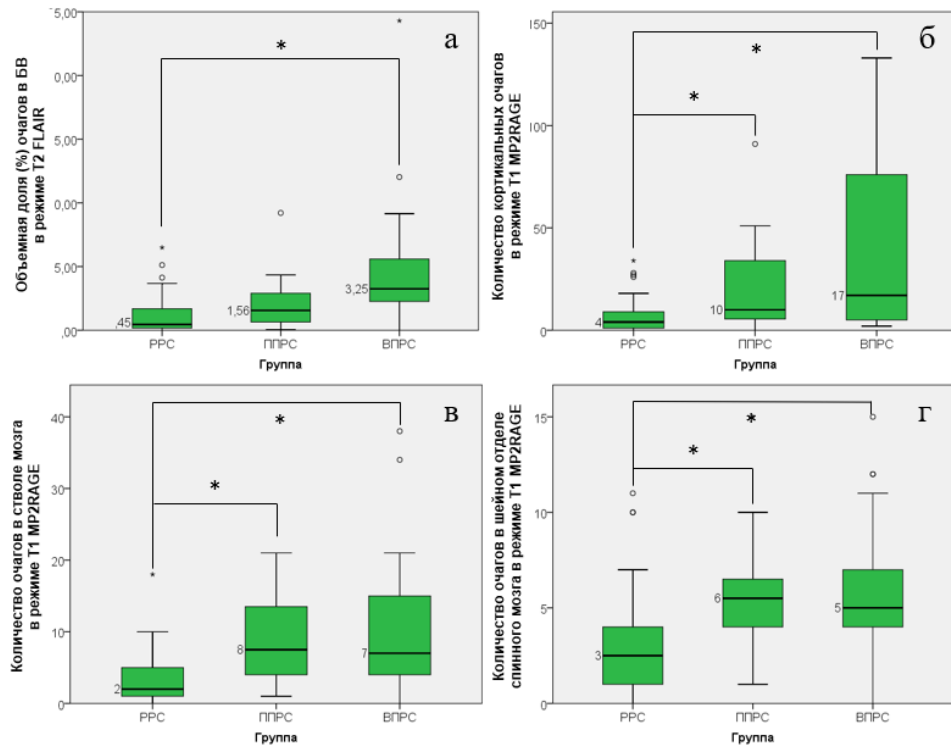 а
Объемная доля (%) очагов в БВ
в режиме T2 FLAIR
5,00
0,00
5,00
0,00
5,00
,00
*
*
*
,45
1,56
3,25
РРС
ППРС
ВПРС
Группа
б
Количество кортикальных очагов
в режиме T1 MP2RAGE
150
100
50
0
*
*
*
4
10
17
РРС
ППРС
ВПРС
Группа
в
Количество очагов в стволе мозга
в режиме T1 MP2RAGE
40
30
20
10
0
*
*
*
2
8
7
РРС
ППРС
ВПРС
Группа
г
Количество очагов в шейном отделе
спинного мозга в режиме T1 MP2RAGE
15
10
5
0
*
*
3
6
5
РРС
ППРС
ВПРС
Группа